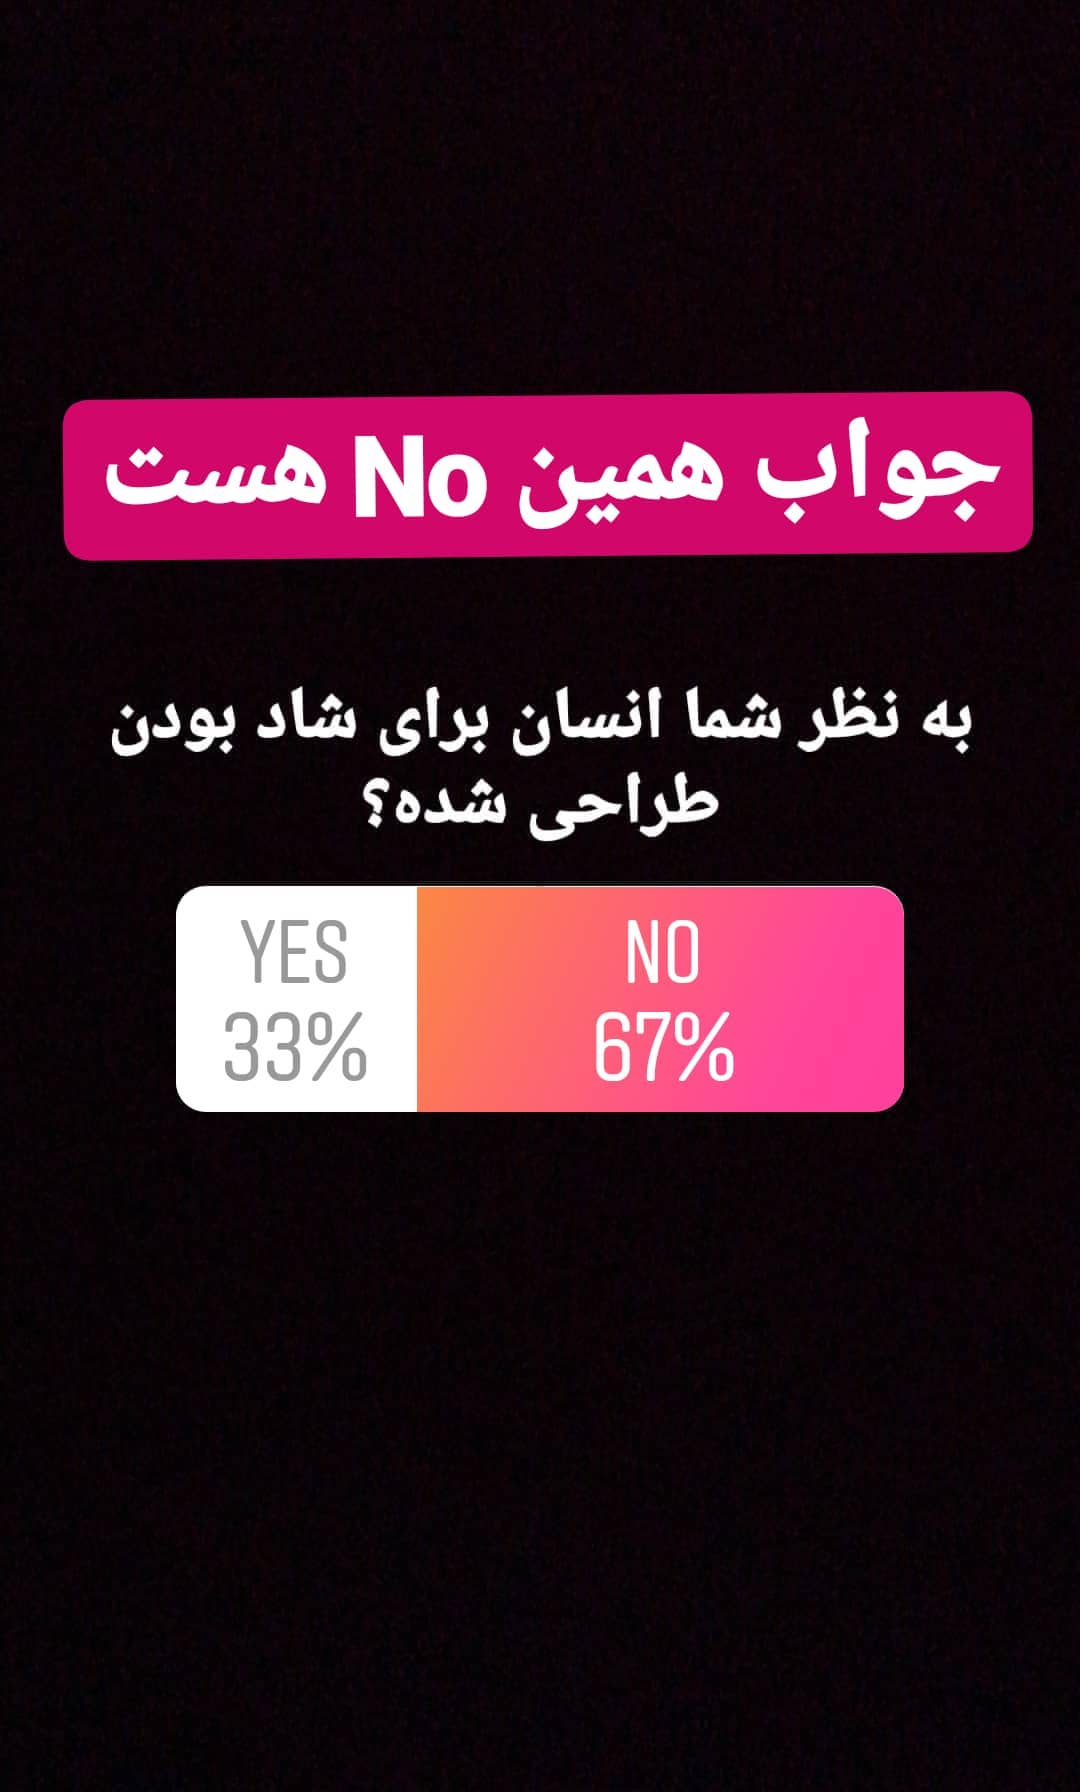 جواب همین No هست
به نظر شما انسان برای شاد بودن
طراحی شده؟
YES NO
33% 67%